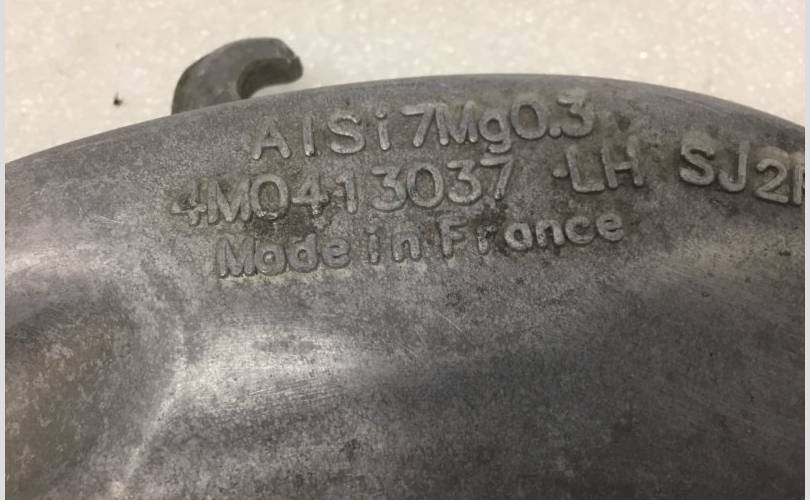 AlSi7Mg0.3
4M0413037 LH SJ2
Made in France